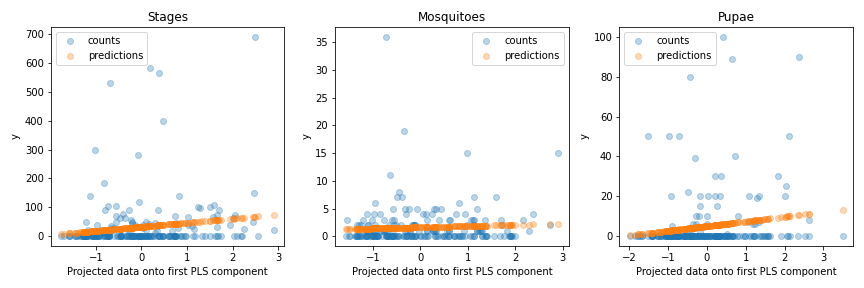 Stages
counts
predictions
y
700
600
500
400
300
200
100
0
−1
0
1
2
3
Projected data onto first PLS component
Mosquitoes
counts
predictions
y
35
30
25
20
15
10
5
0
−1
0
1
2
3
Projected data onto first PLS component
Pupae
counts
predictions
y
100
80
60
40
20
0
−2
−1
0
1
2
3
Projected data onto first PLS component